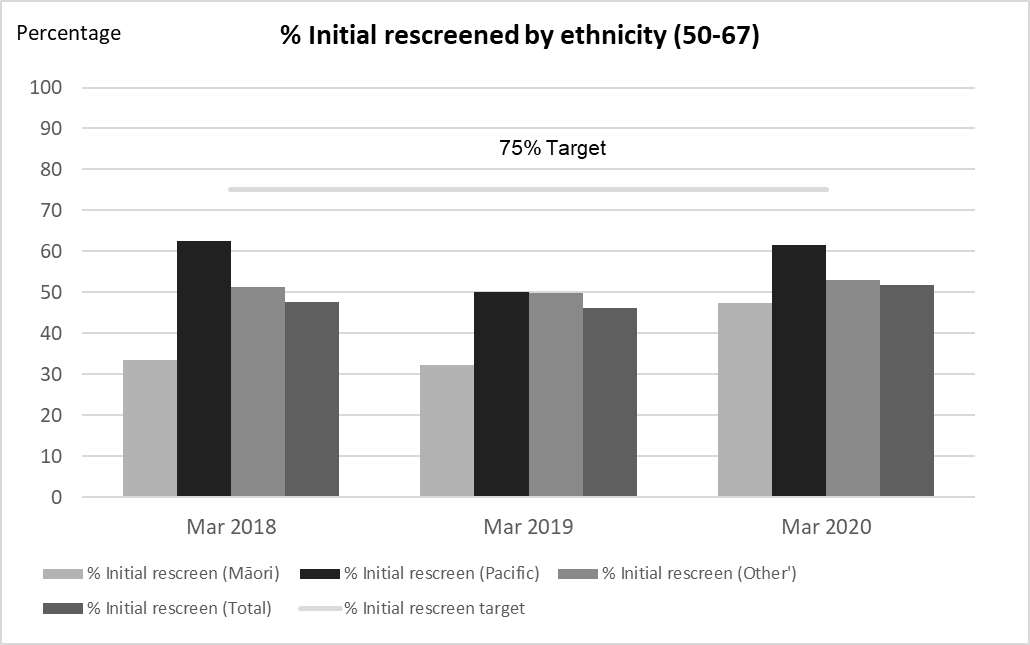 Percentage
% Initial rescreened by ethnicity (50-67)
100
90
75% Target
80
70
60
50
40
30
20
10
0
Mar 2018 Mar 2019 Mar 2020
% Initial rescreen (Māori) % Initial rescreen (Pacific) % Initial rescreen (Other')
% Initial rescreen (Total) % Initial rescreen target